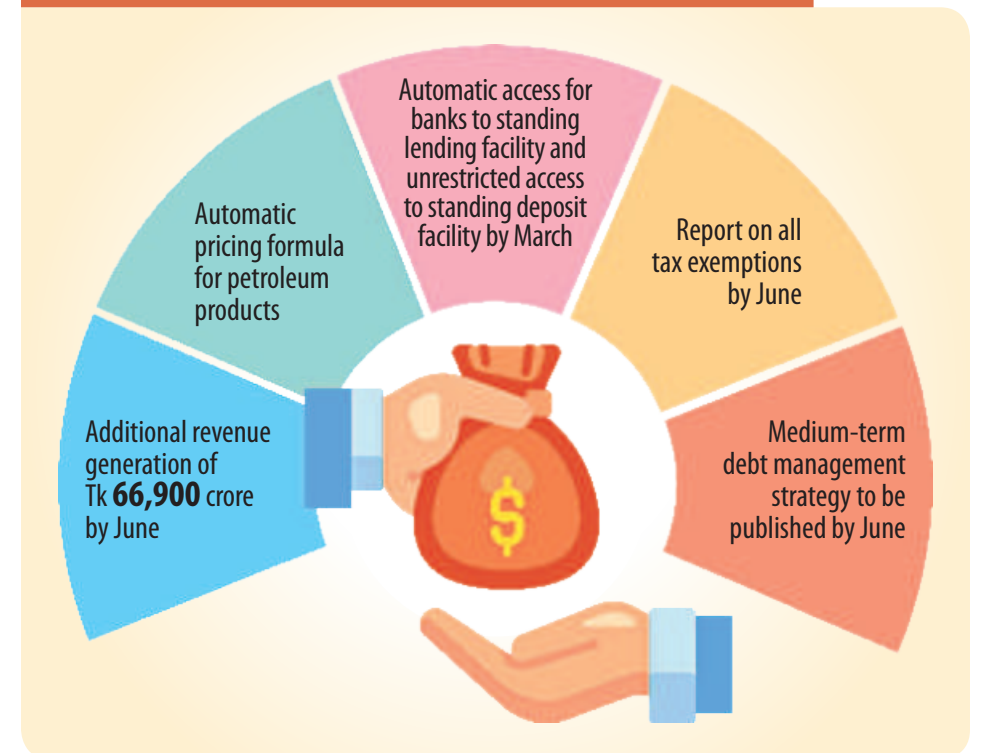 Additional revenue
generation of
Tk 66,900 crore
by June
Automatic
pricing formula
for petroleum
products
Automatic access for
banks to standing
lending facility and
unrestricted access
to standing deposit
facility by March
Report on all
tax exemptions
by June
Medium-term
debt management
strategy to be
published by June
$